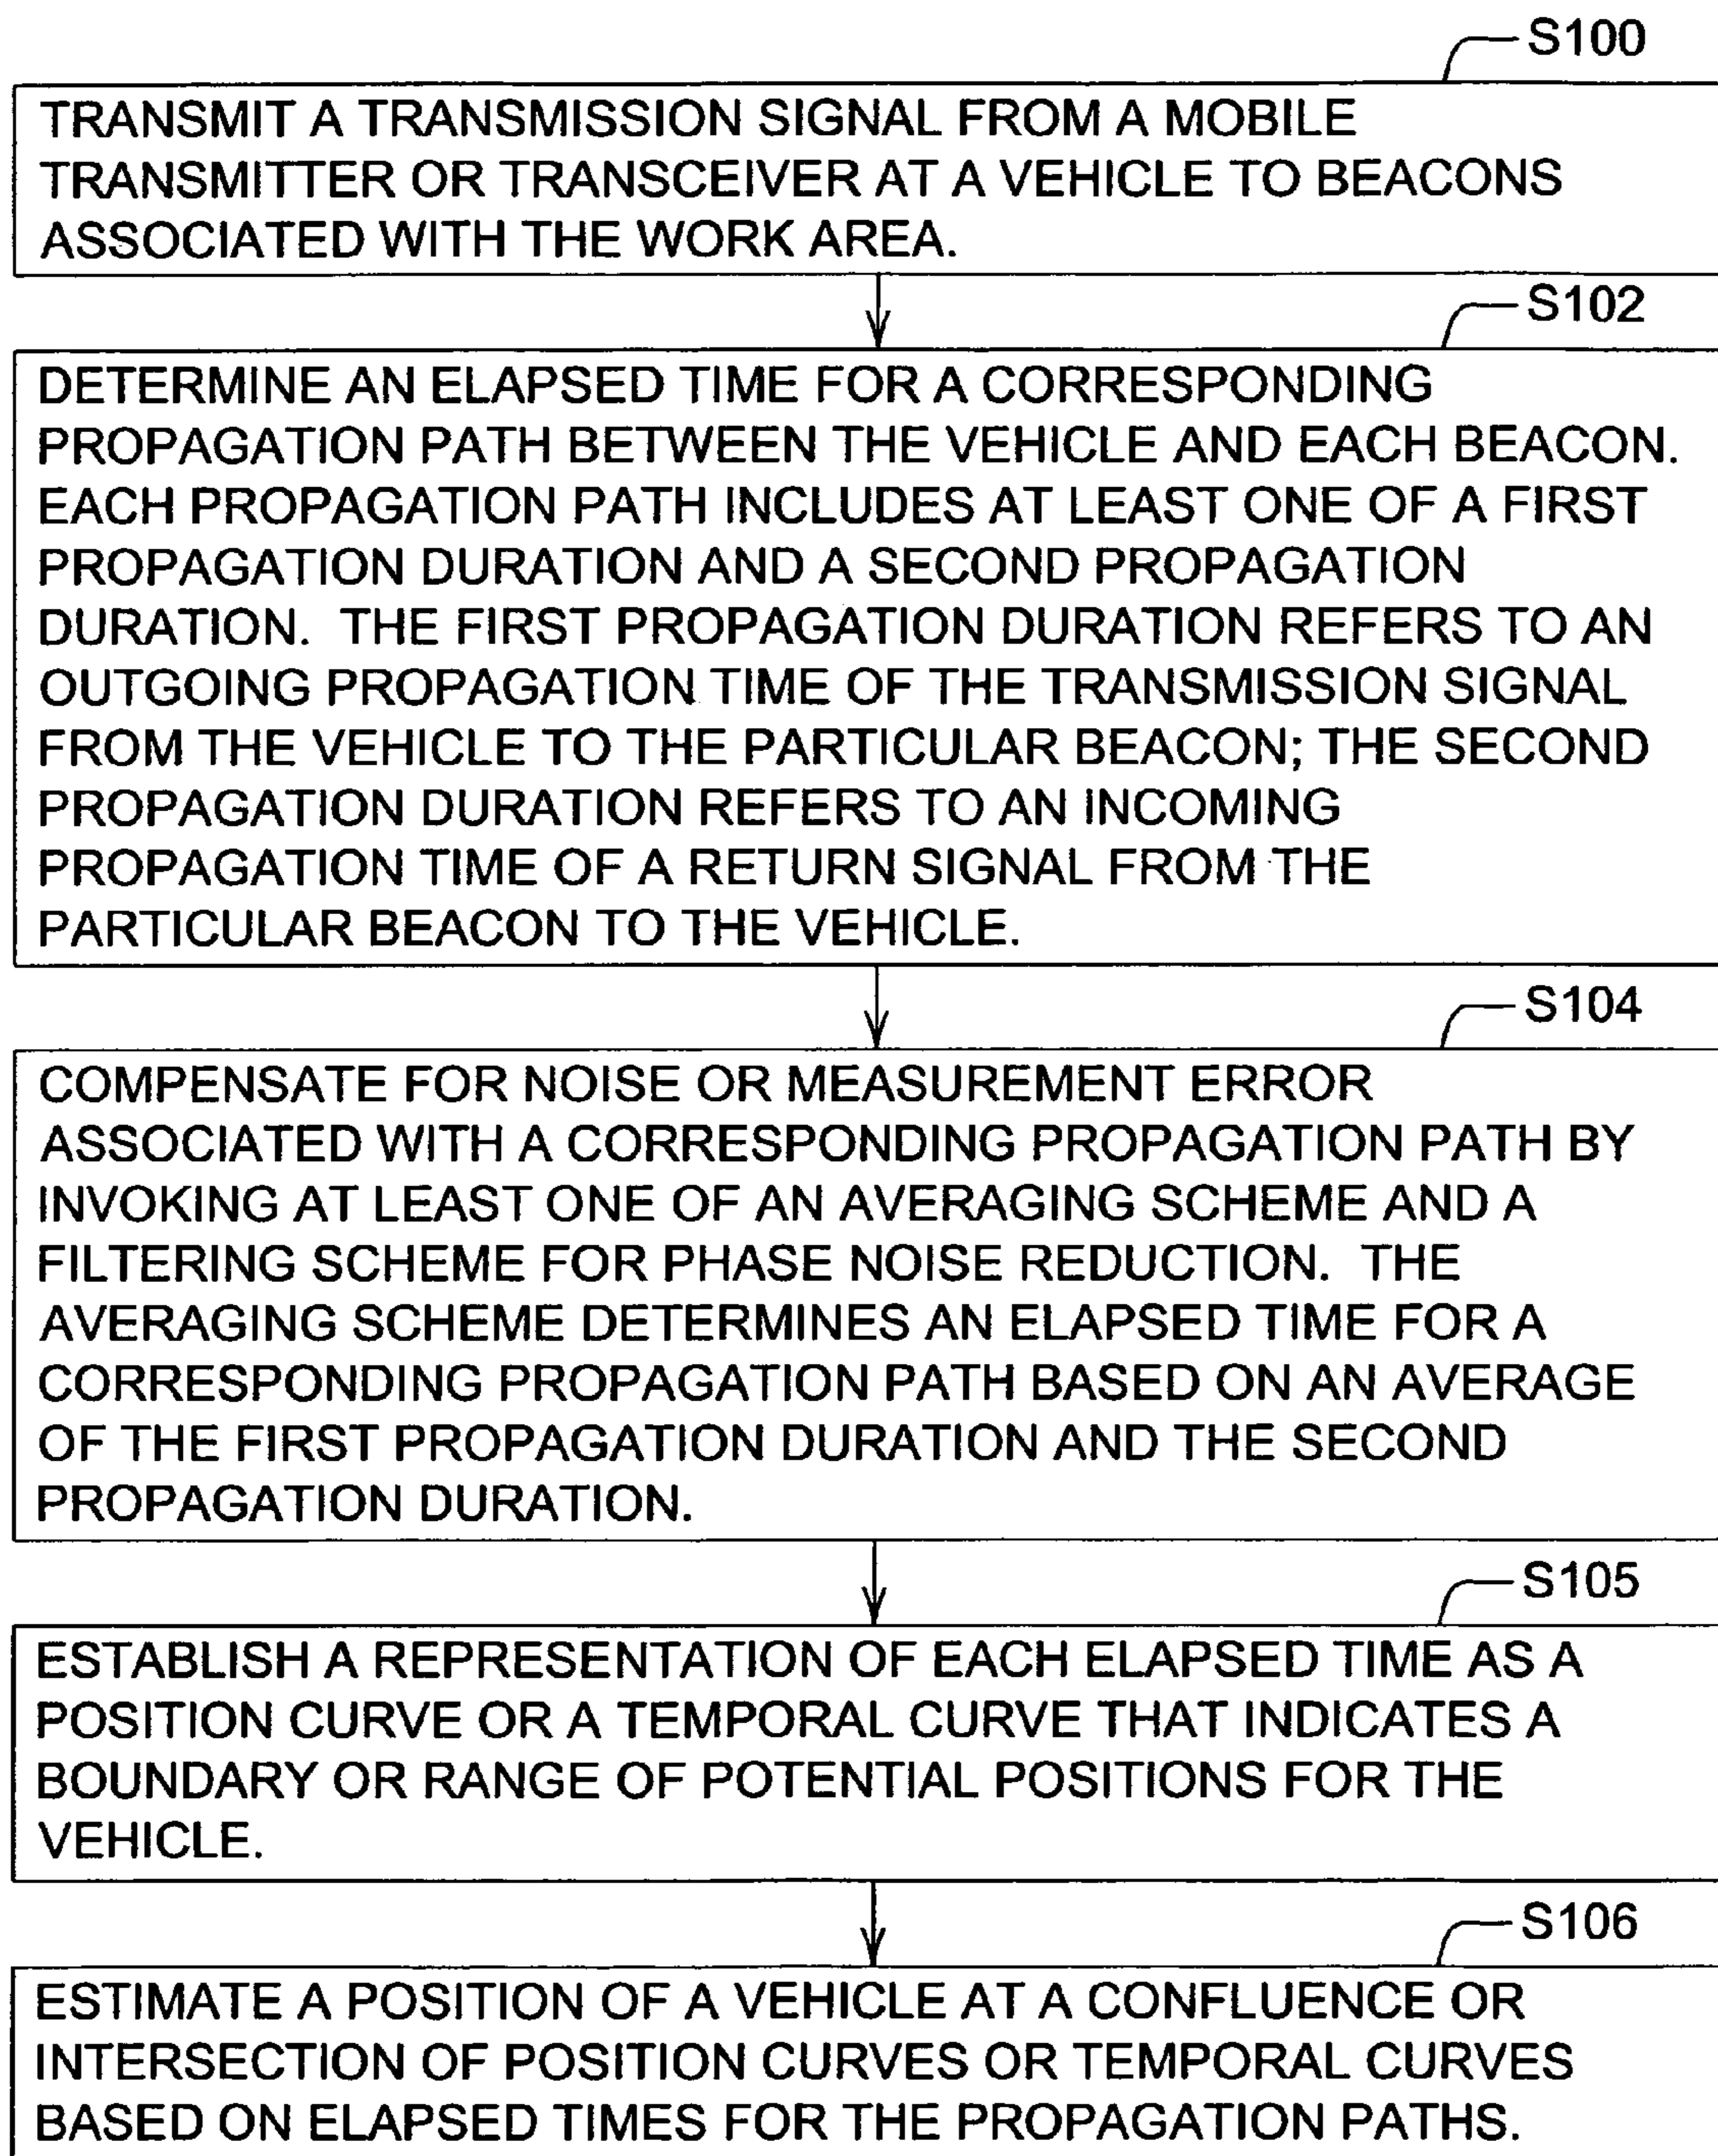 S100
TRANSMIT A TRANSMISSION SIGNAL FROM A MOBILE
TRANSMITTER OR TRANSCEIVER AT A VEHICLE TO BEACONS
ASSOCIATED WITH THE WORK AREA.
S102
DETERMINE AN ELAPSED TIME FOR A CORRESPONDING
PROPAGATION PATH BETWEEN THE VEHICLE AND EACH BEACON.
EACH PROPAGATION PATH INCLUDES AT LEAST ONE OF A FIRST
PROPAGATION DURATION AND A SECOND PROPAGATION
DURATION. THE FIRST PROPAGATION DURATION REFERS TO AN
OUTGOING PROPAGATION TIME OF THE TRANSMISSION SIGNAL
FROM THE VEHICLE TO THE PARTICULAR BEACON; THE SECOND
PROPAGATION DURATION REFERS TO AN INCOMING
PROPAGATION TIME OF A RETURN SIGNAL FROM THE
PARTICULAR BEACON TO THE VEHICLE.
S104
COMPENSATE FOR NOISE OR MEASUREMENT ERROR
ASSOCIATED WITH A CORRESPONDING PROPAGATION PATH BY
INVOKING AT LEAST ONE OF AN AVERAGING SCHEME AND A
FILTERING SCHEME FOR PHASE NOISE REDUCTION. THE
AVERAGING SCHEME DETERMINES AN ELAPSED TIME FOR A
CORRESPONDING PROPAGATION PATH BASED ON AN AVERAGE
OF THE FIRST PROPAGATION DURATION AND THE SECOND
PROPAGATION DURATION.
S105
ESTABLISH A REPRESENTATION OF EACH ELAPSED TIME AS A
POSITION CURVE OR A TEMPORAL CURVE THAT INDICATES A
BOUNDARY OR RANGE OF POTENTIAL POSITIONS FOR THE
VEHICLE.
S106
ESTIMATE A POSITION OF A VEHICLE AT A CONFLUENCE OR
INTERSECTION OF POSITION CURVES OR TEMPORAL CURVES
BASED ON ELAPSED TIMES FOR THE PROPAGATION PATHS.